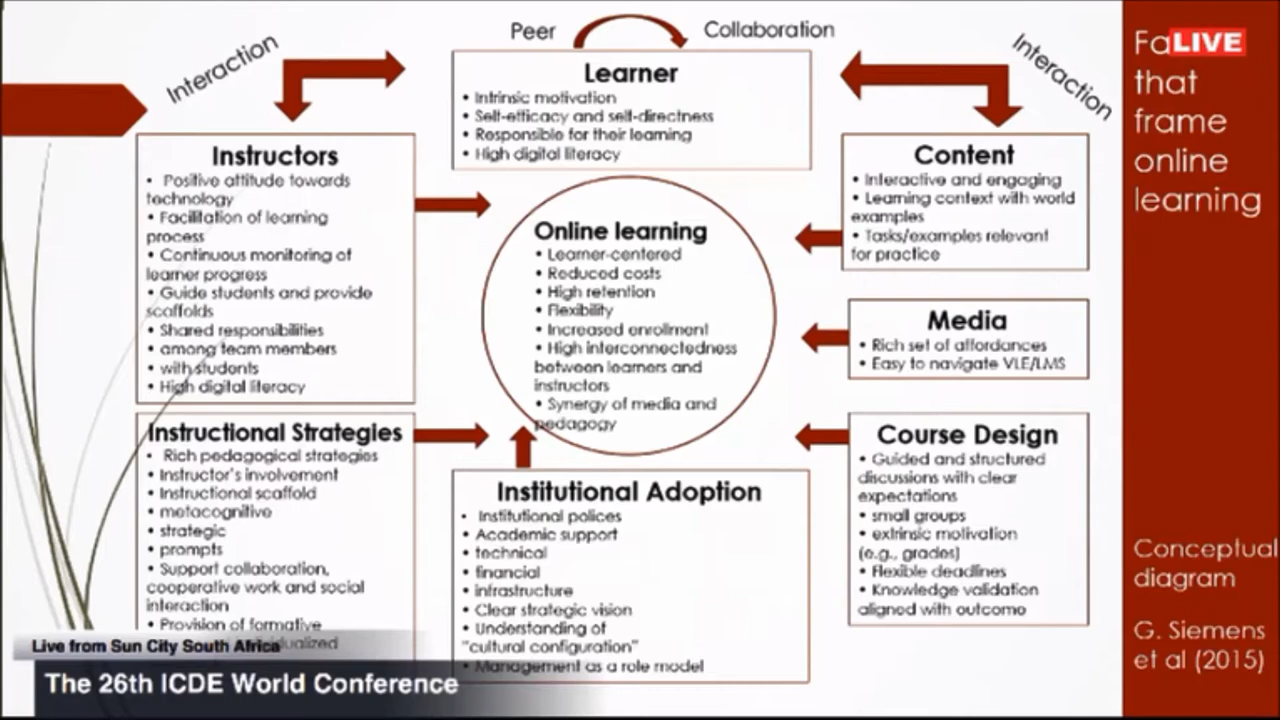 Peer
Collaboration
Interaction
Interaction
Learner
• Intrinsic motivation
• Self-efficacy and self-directness
• Responsible for their learning
• High digital literacy
Instructors
• Positive attitude towards
technology
• Facilitation of learning
process
• Continuous monitoring of
learner progress
• Guide students and provide
scaffolds
• Shared responsibilities
• among team members
• with students
• High digital literacy
Online learning
• Learner-centered
• Reduced costs
• High retention
• Flexibility
• Increased enrollment
• High interconnectedness
between learners and
instructors
• Synergy of media and
pedagogy
Content
• Interactive and engaging
• Learning context with world
examples
• Tasks/examples relevant
for practice
Media
• Rich set of affordances
• Easy to navigate VLE/LMS
Instructional Strategies
• Rich pedagogical strategies
• Instructor's involvement
• Instructional scaffold
• metacognitive
• strategic
• prompts
• Support collaboration,
cooperative work and social
interaction
• Provision of formative
Institutional Adoption
• Institutional polices
• Academic support
• technical
• financial
• infrastructure
• Clear strategic vision
• Understanding of
"cultural configuration"
• Management as a role model
Course Design
• Guided and structured
discussions with clear
expectations
• small groups
• extrinsic motivation
(e.g., grades)
• Flexible deadlines
• Knowledge validation
aligned with outcomo
LIVE
that
frame
online
learning
Conceptual
diagram
G. Siemens
et al (2015)
Live from Sun City South Africa
The 26th ICDE World Conference